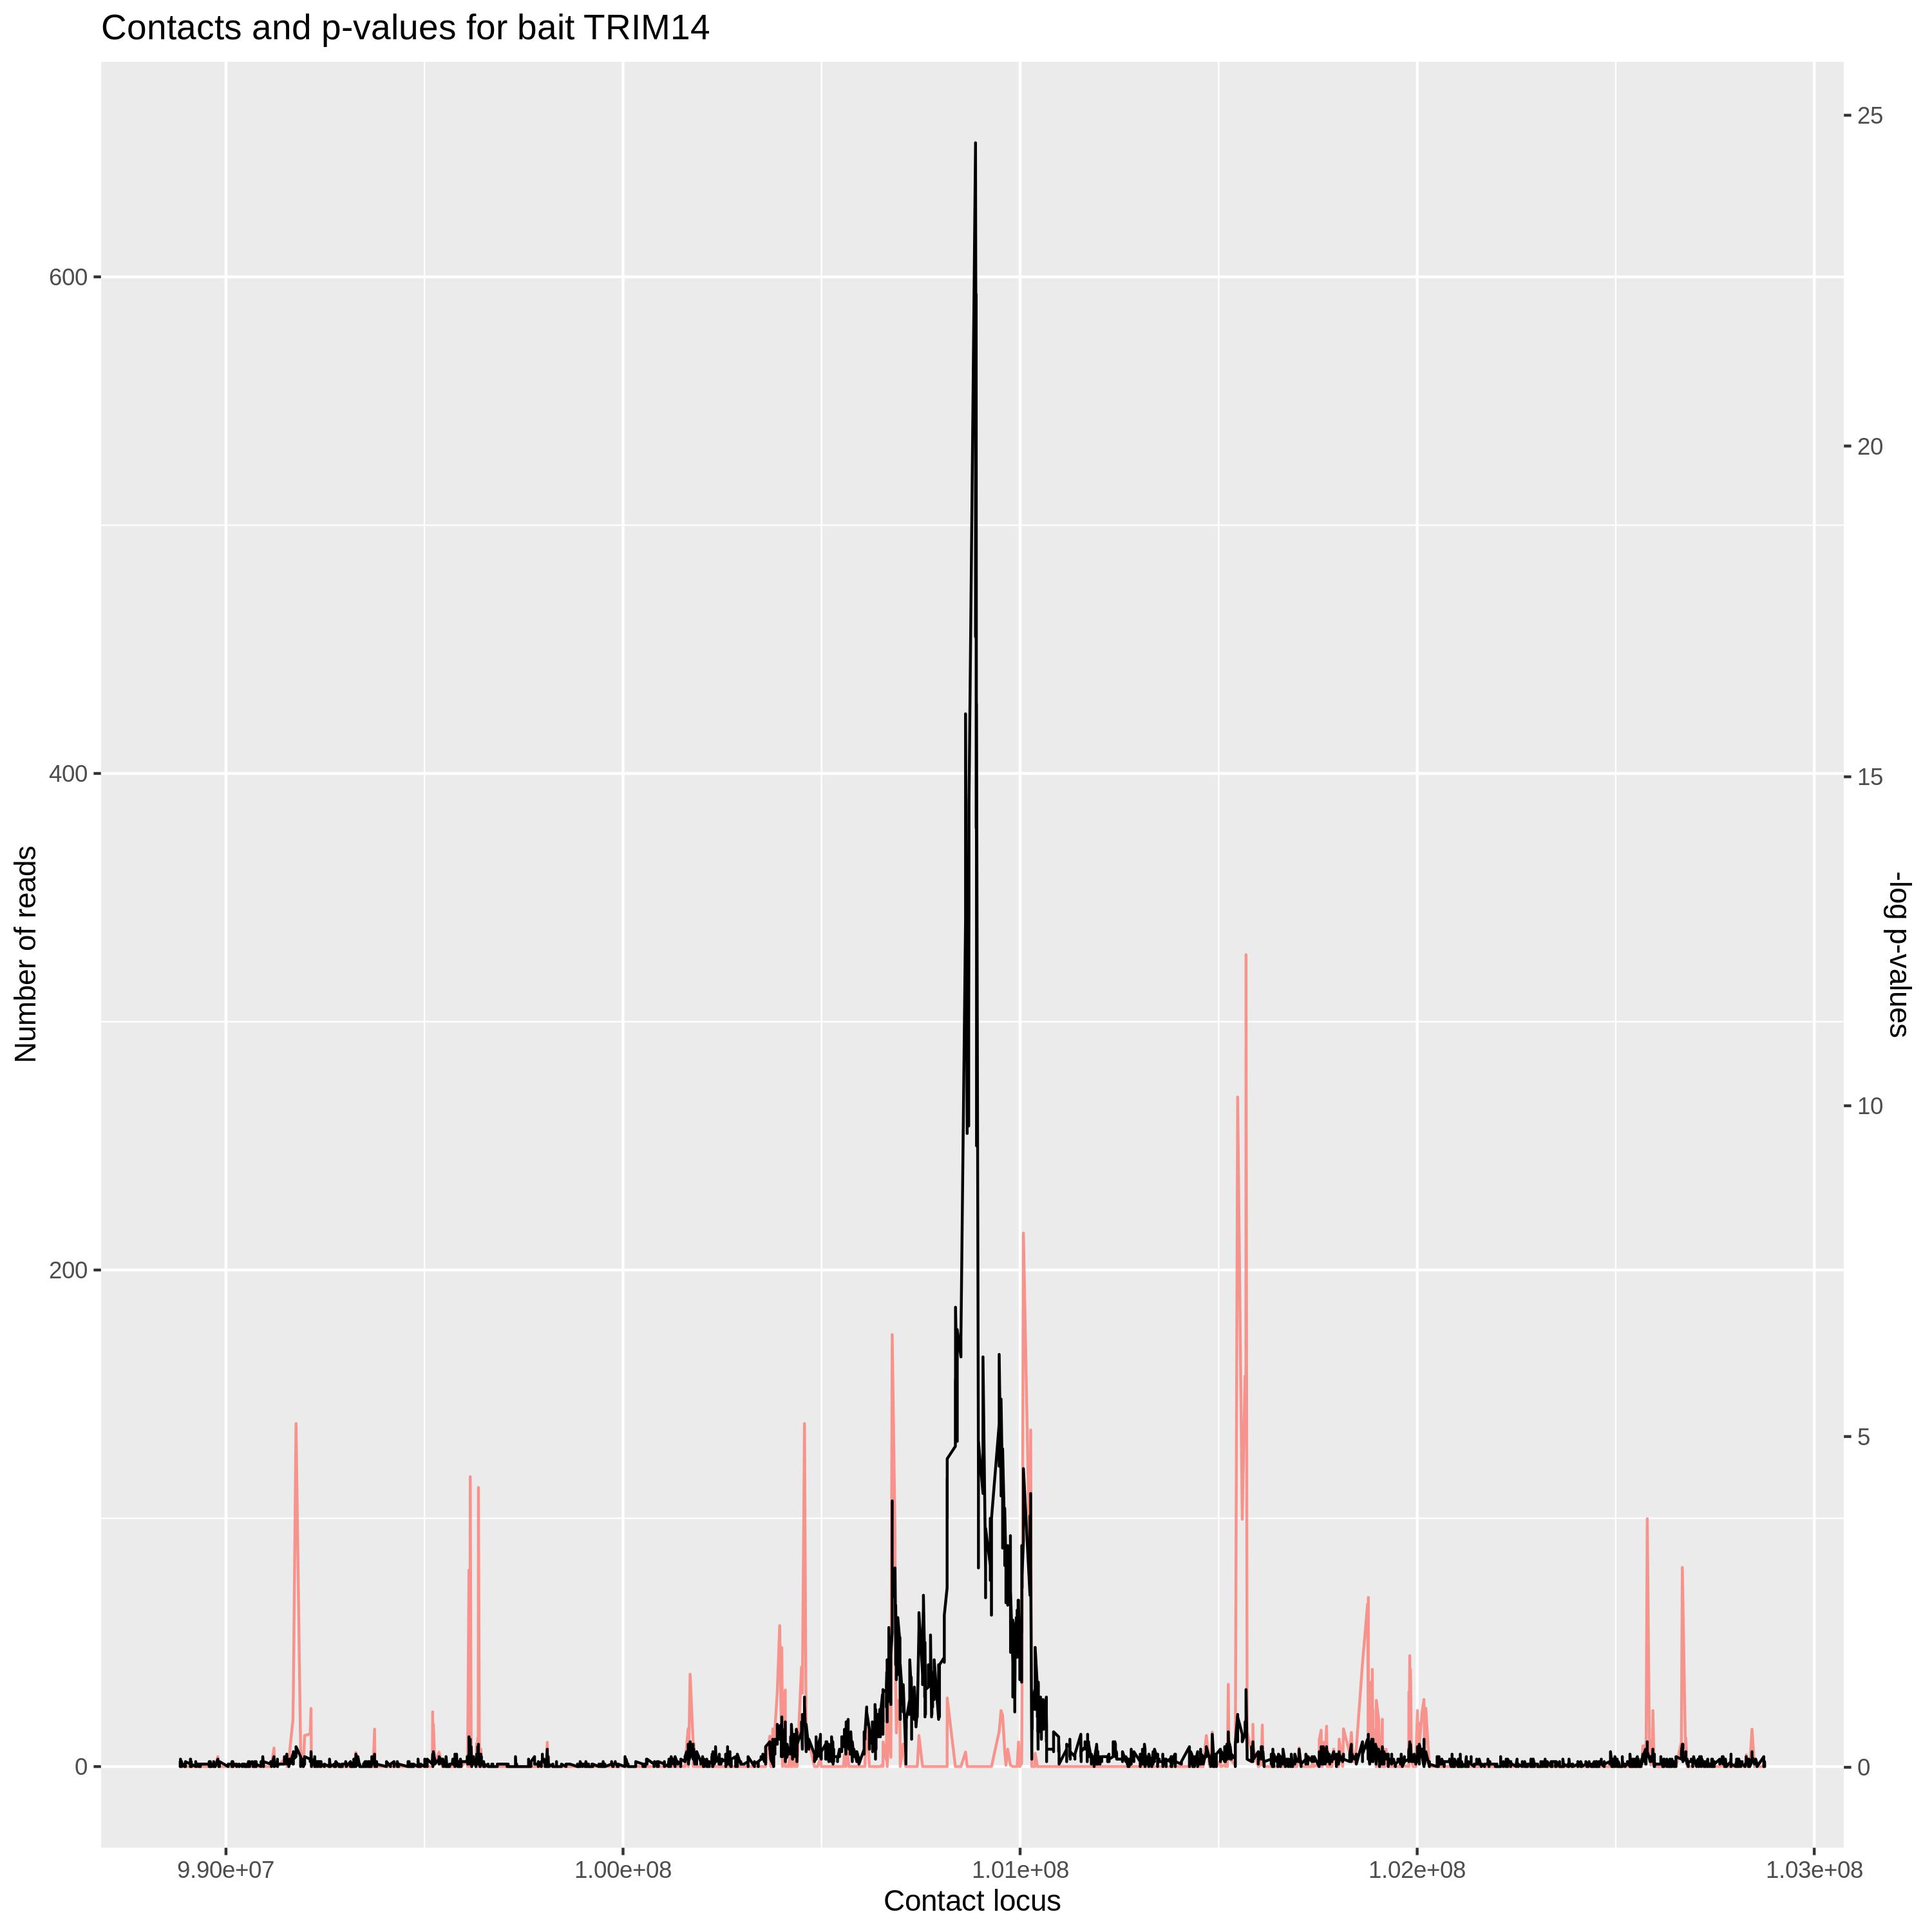 Contacts and p-values for bait TRIM14
25
600
20
400
15
Number of reads
-log p-values
10
200
5
0
0
9.90e+07
1.00e+08
1.01e+08
1.02e+08
1.03e+08
Contact locus